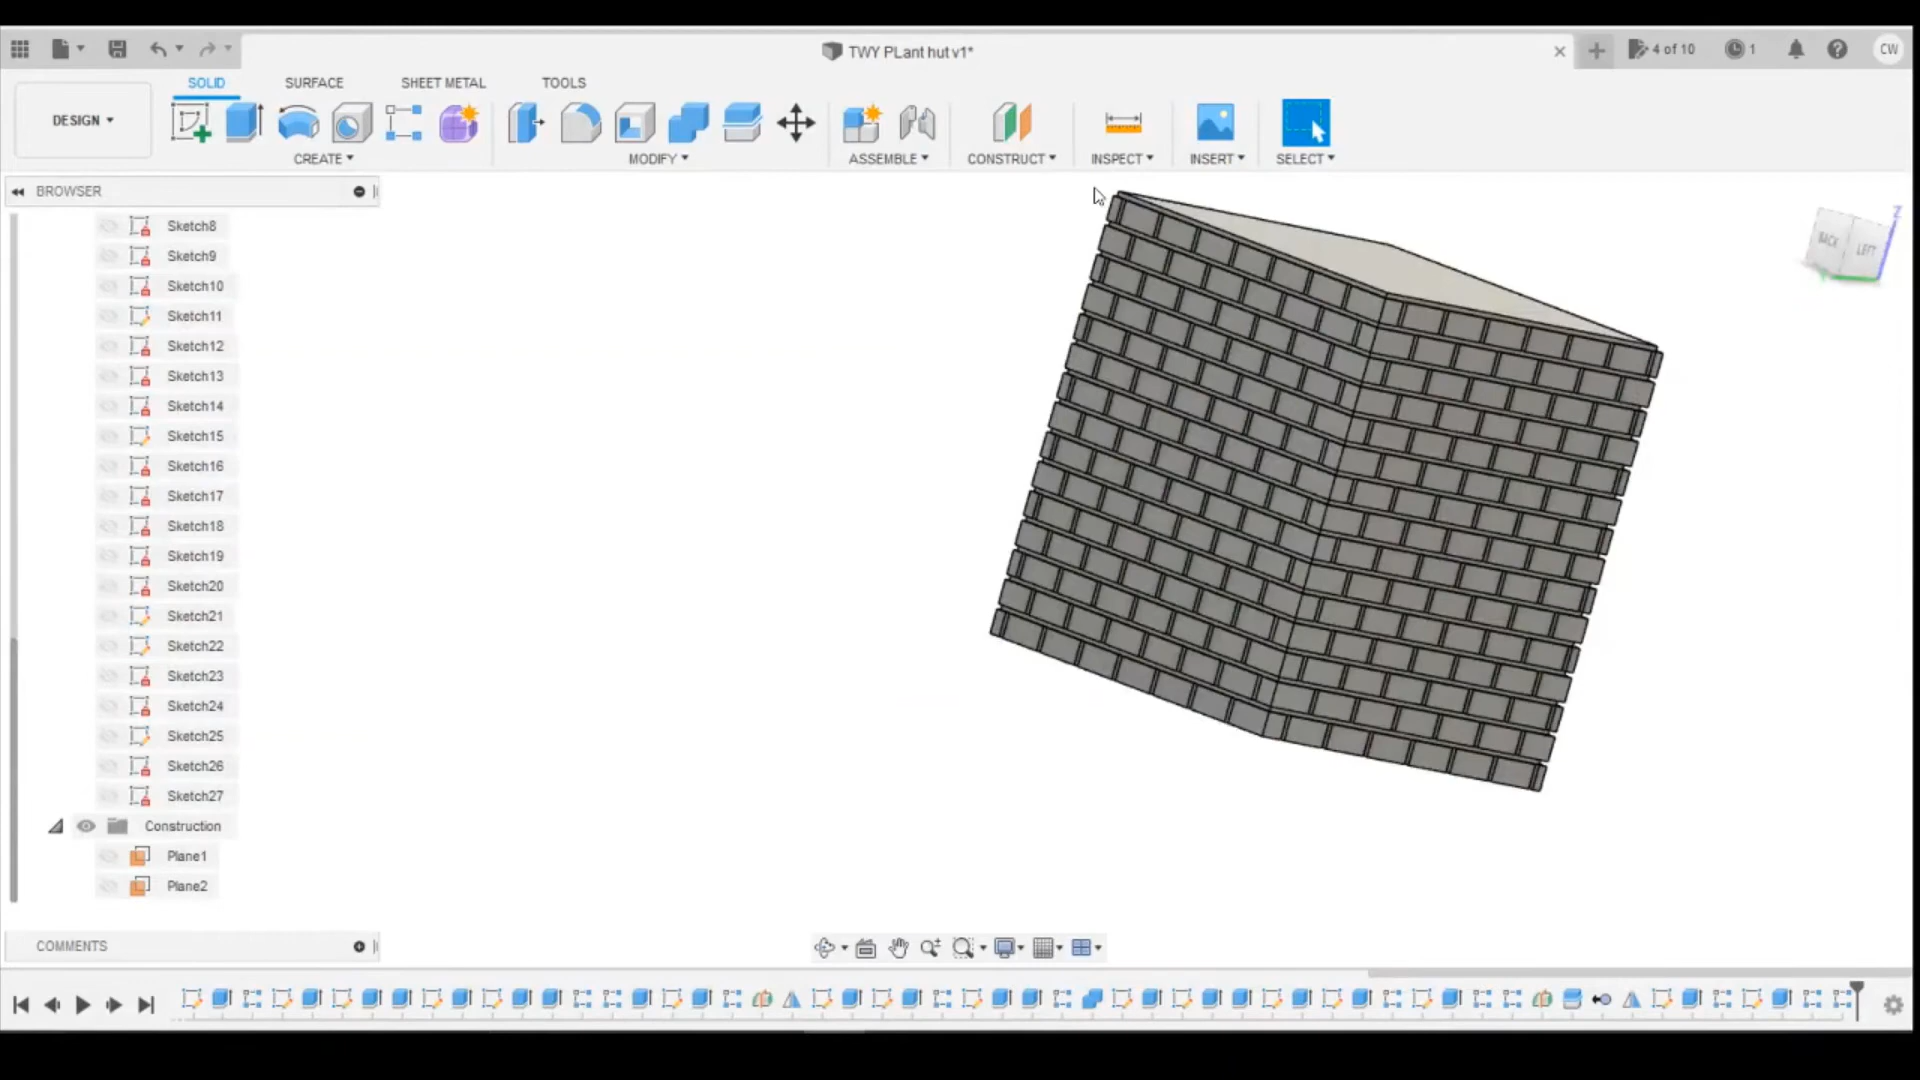 TWY PLant hut v1*
4 of 10
1
CW
SOLID
SURFACE
SHEET METAL
TOOLS
DESIGN
CREATE
MODIFY
ASSEMBLE
CONSTRUCT
INSPECT
INSERT
SELECT
BROWSER
Sketch8
Sketch9
Sketch10
Sketch11
Sketch12
Sketch13
Sketch14
Sketch15
Sketch16
Sketch17
Sketch18
Sketch19
Sketch20
Sketch21
Sketch22
Sketch23
Sketch24
Sketch25
Sketch26
Sketch27
Construction
Plane1
Plane2
Z
BACK
LEFT
COMMENTS